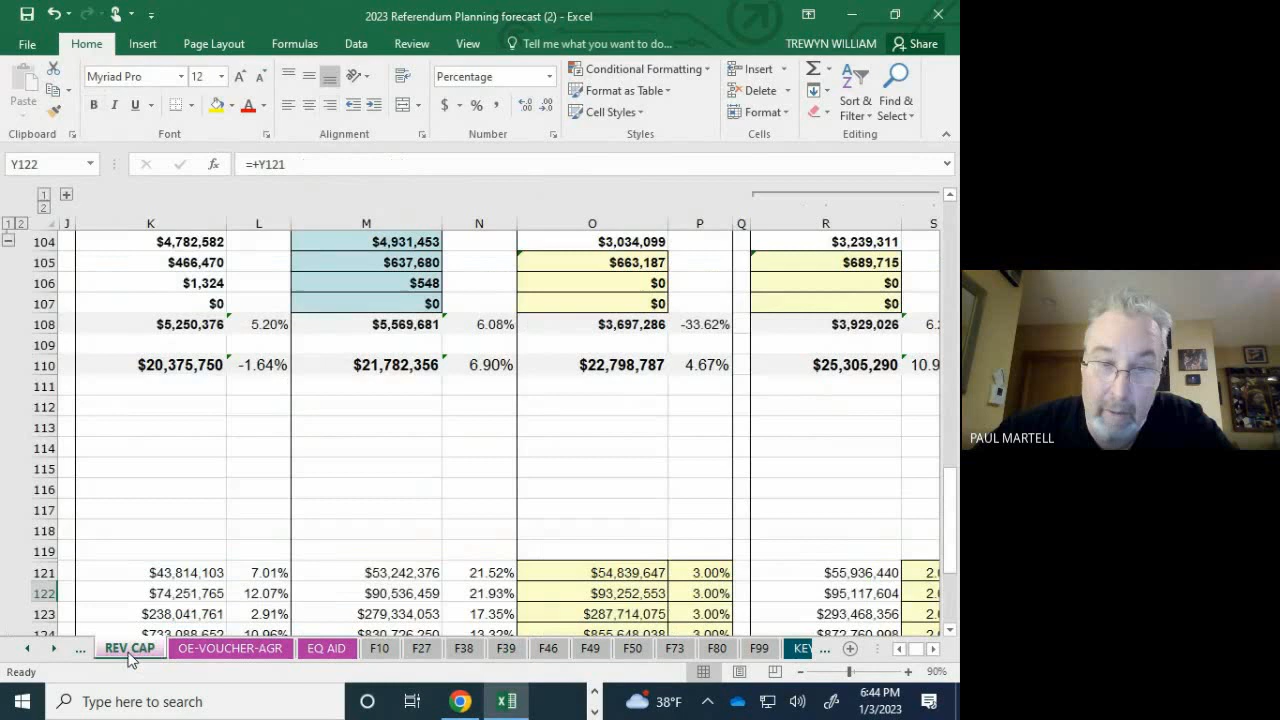 2023 Referendum Planning forecast (2) - Excel
File Home Insert Page Layout Formulas Data Review View Tell me what you want to do... TREWYN WILLIAM Share
Paste Myriad Pro 12 A A Percentage Conditional Formatting Insert Σ
B I U A $ % , Format as Table Delete Sort & Find &
Cell Styles Format Filter Select
Clipboard Font Alignment Number Styles Cells Editing
Y122 fx =+Y121
1
2
1 2 J K L M N O P Q R S
104 $4,782,582 $4,931,453 $3,034,099 $3,239,311
105 $466,470 $637,680 $663,187 $689,715
106 $1,324 $548 $0 $0
107 $0 $0 $0 $0
108 $5,250,376 5.20% $5,569,681 6.08% $3,697,286 -33.62% $3,929,026
109
110 $20,375,750 -1.64% $21,782,356 6.90% $22,798,787 4.67% $25,305,290 10.9
111
112
113
114
115
116
117
118
119
121 $43,814,103 7.01% $53,242,376 21.52% $54,839,647 3.00% $55,936,440
122 $74,251,765 12.07% $90,536,459 21.93% $93,252,553 3.00% $95,117,604
123 $238,041,761 2.91% $279,334,053 17.35% $287,714,075 3.00% $293,468,356
... REV CAP OE-VOUCHER-AGR EQ AID F10 F27 F38 F39 F46 F49 F50 F73 F80 F99 KE ...
Ready 90%
Type here to search 38°F 6:44 PM
1/3/2023
PAUL MARTELL